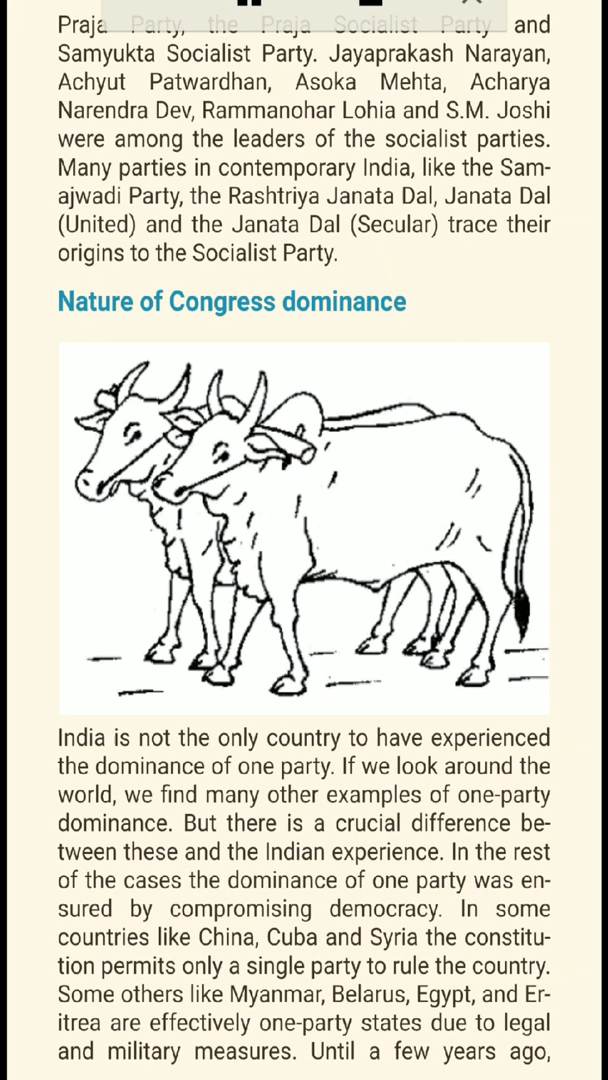 Praja Party, the Praja Socialist Party and
Samyukta Socialist Party. Jayaprakash Narayan,
Achyut Patwardhan, Asoka Mehta, Acharya
Narendra Dev, Rammanohar Lohia and S.M. Joshi
were among the leaders of the socialist parties.
Many parties in contemporary India, like the Sam-
ajwadi Party, the Rashtriya Janata Dal, Janata Dal
(United) and the Janata Dal (Secular) trace their
origins to the Socialist Party.
Nature of Congress dominance
India is not the only country to have experienced
the dominance of one party. If we look around the
world, we find many other examples of one-party
dominance. But there is a crucial difference be-
tween these and the Indian experience. In the rest
of the cases the dominance of one party was en-
sured by compromising democracy. In some
countries like China, Cuba and Syria the constitu-
tion permits only a single party to rule the country.
Some others like Myanmar, Belarus, Egypt, and Er-
itrea are effectively one-party states due to legal
and military measures. Until a few years ago,